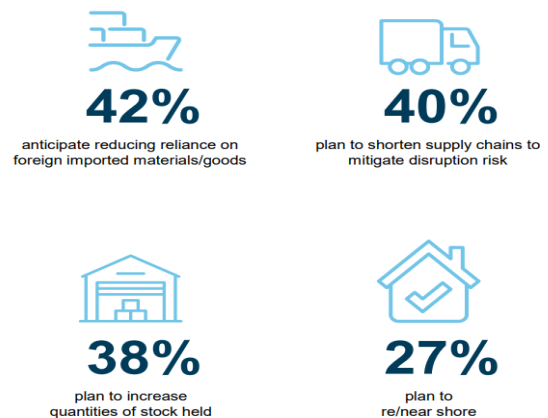 42%
anticipate reducing reliance on
foreign imported materials/goods
40%
plan to shorten supply chains to
mitigate disruption risk
38%
plan to increase
quantities of stock held
27%
plan to
re/near shore